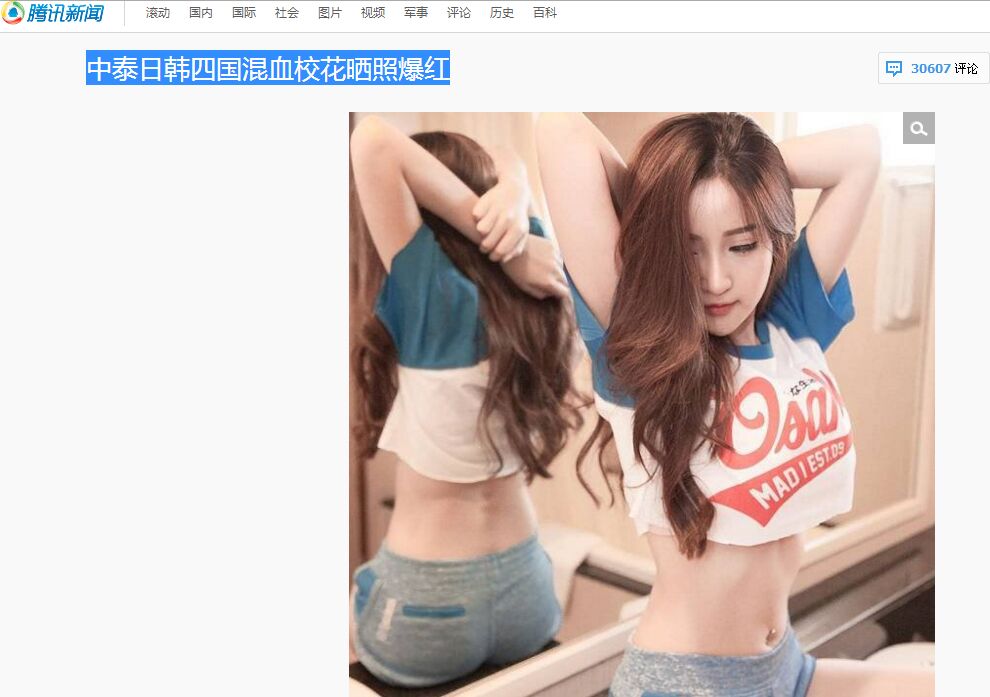 腾讯新闻
滚动 国内 国际 社会 图片 视频 军事 评论 历史 百科
中泰日韩四国混血校花晒照爆红
30607 评论
MAD I EST.09